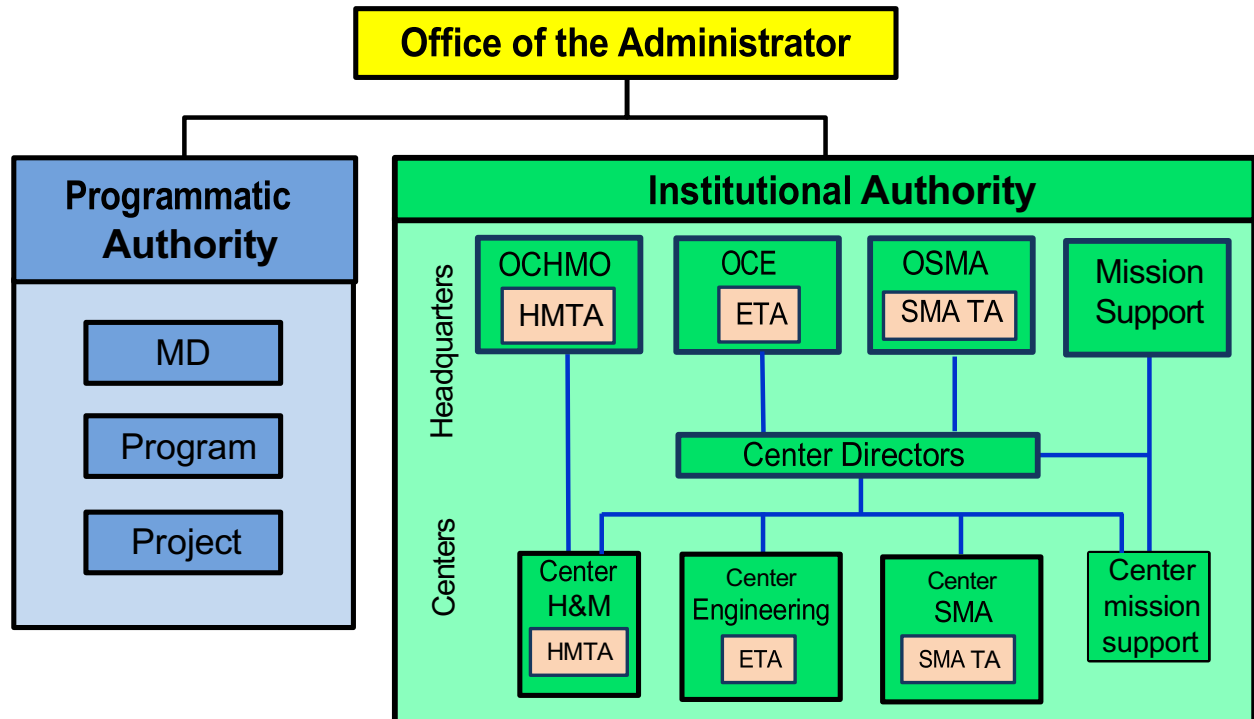 Office of the Administrator
Programmatic
Authority
MD
Program
Project
Institutional Authority
Headquarters
OCHMO
HMTA
OCE
ETA
OSMA
SMA TA
Mission
Support
Center Directors
Centers
Center
H&M
HMTA
Center
Engineering
ETA
Center
SMA
SMA TA
Center
mission
support